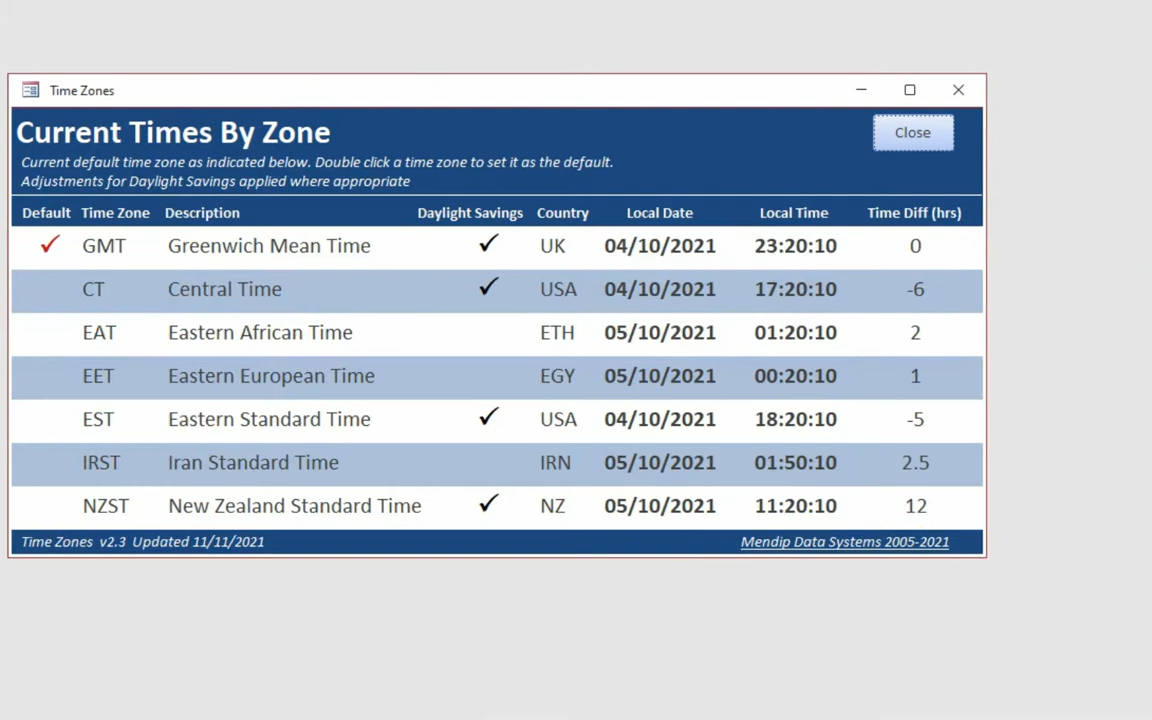 Time Zones
Current Times By Zone
Close
Current default time zone as indicated below. Double click a time zone to set it as the default.
Adjustments for Daylight Savings applied where appropriate
Default Time Zone Description Daylight Savings Country Local Date Local Time Time Diff (hrs)
✓ GMT Greenwich Mean Time ✓ UK 04/10/2021 23:20:10 0
CT Central Time ✓ USA 04/10/2021 17:20:10 -6
EAT Eastern African Time ETH 05/10/2021 01:20:10 2
EET Eastern European Time EGY 05/10/2021 00:20:10 1
EST Eastern Standard Time ✓ USA 04/10/2021 18:20:10 -5
IRST Iran Standard Time IRN 05/10/2021 01:50:10 2.5
NZST New Zealand Standard Time ✓ NZ 05/10/2021 11:20:10 12
Time Zones v2.3 Updated 11/11/2021 Mendip Data Systems 2005-2021